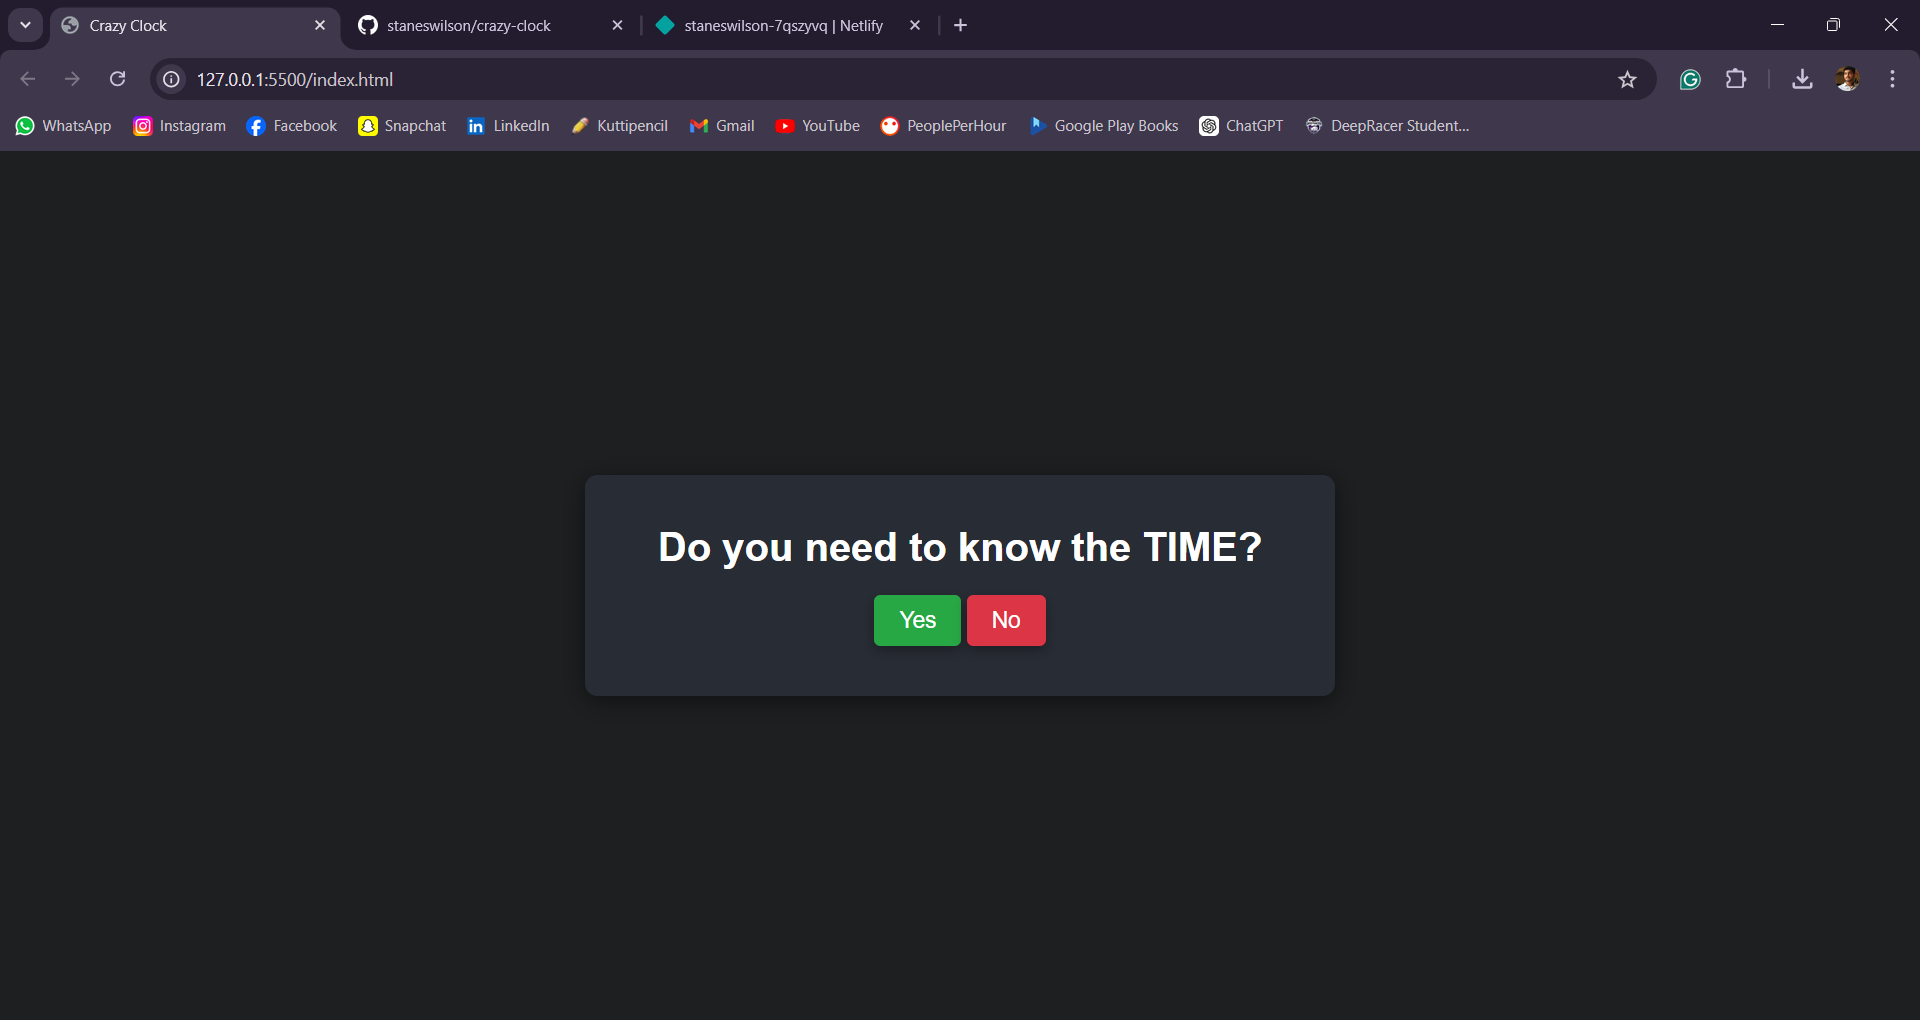 Crazy Clock
staneswilson/crazy-clock
staneswilson-7qszyvq | Netlify
127.0.0.1:5500/index.html
WhatsApp Instagram Facebook Snapchat LinkedIn Kuttipencil Gmail YouTube PeoplePerHour Google Play Books ChatGPT DeepRacer Student...
Do you need to know the TIME?
Yes No